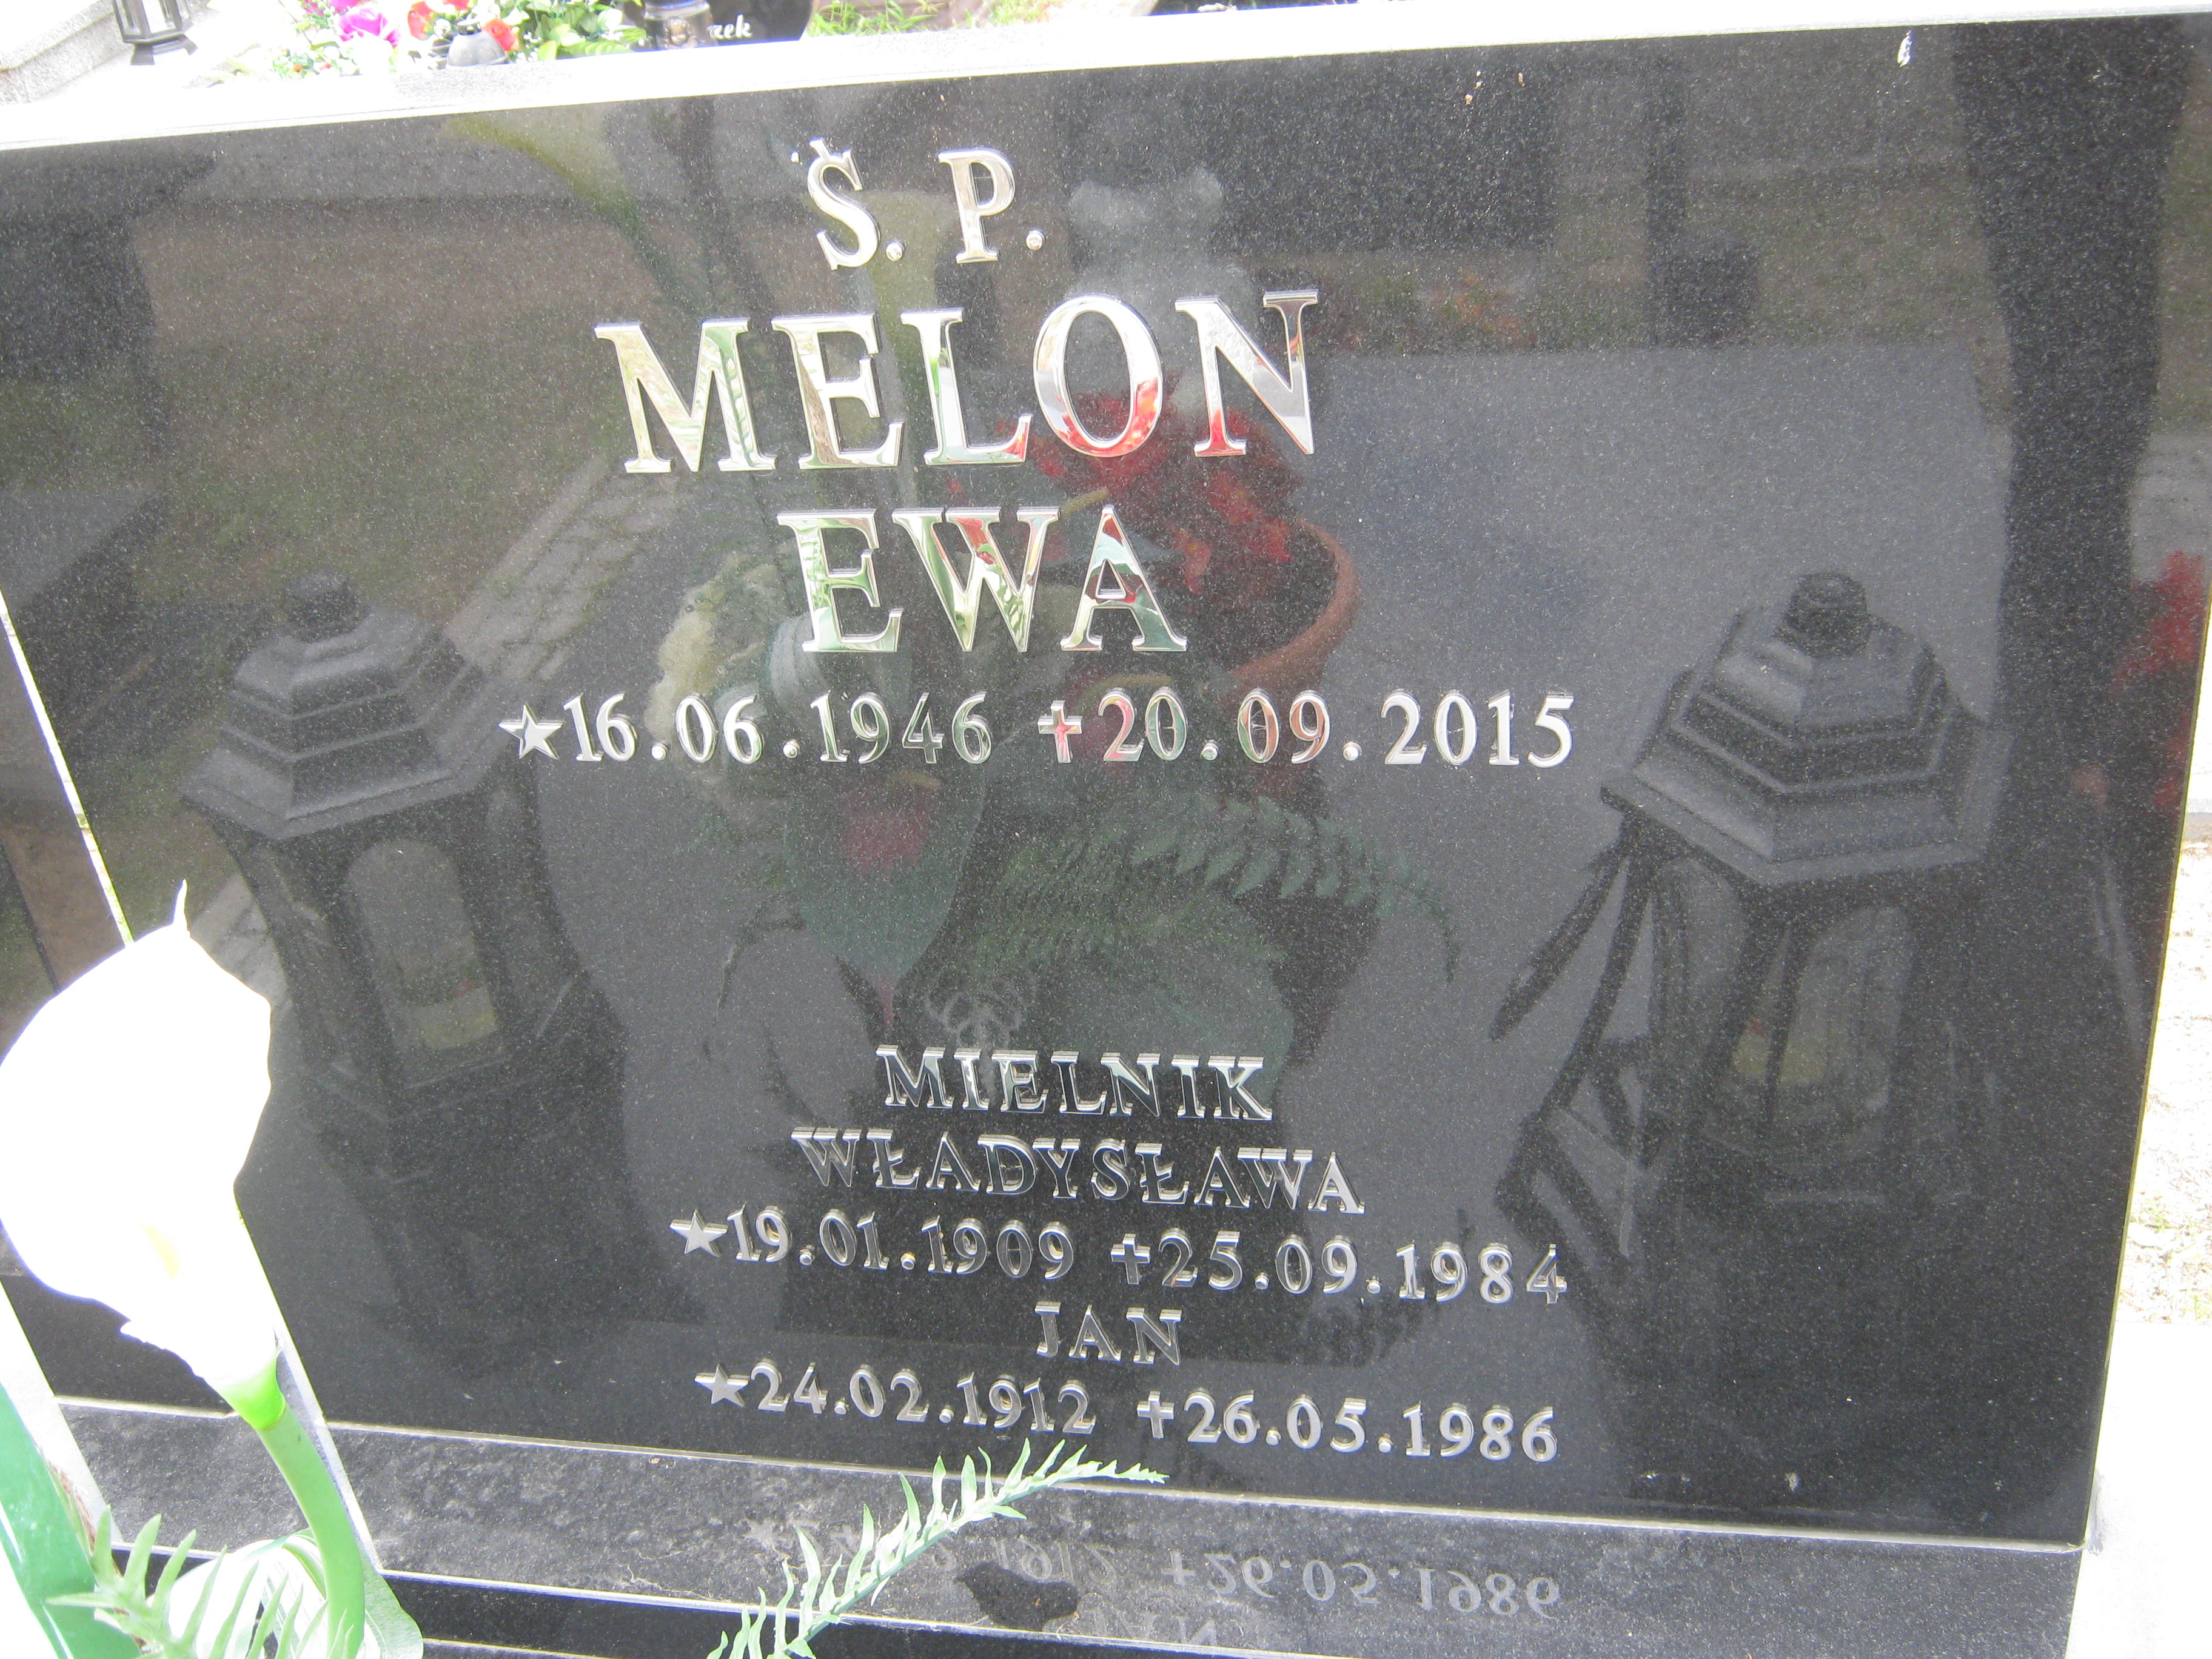 zek
Ś. P.
MELON
EWA
★16.06.1946 ✝20.09.2015
MIELNIK
WŁADYSŁAWA
★19.01.1909 ✝25.09.1984
JAN
★24.02.1912 ✝26.05.1986